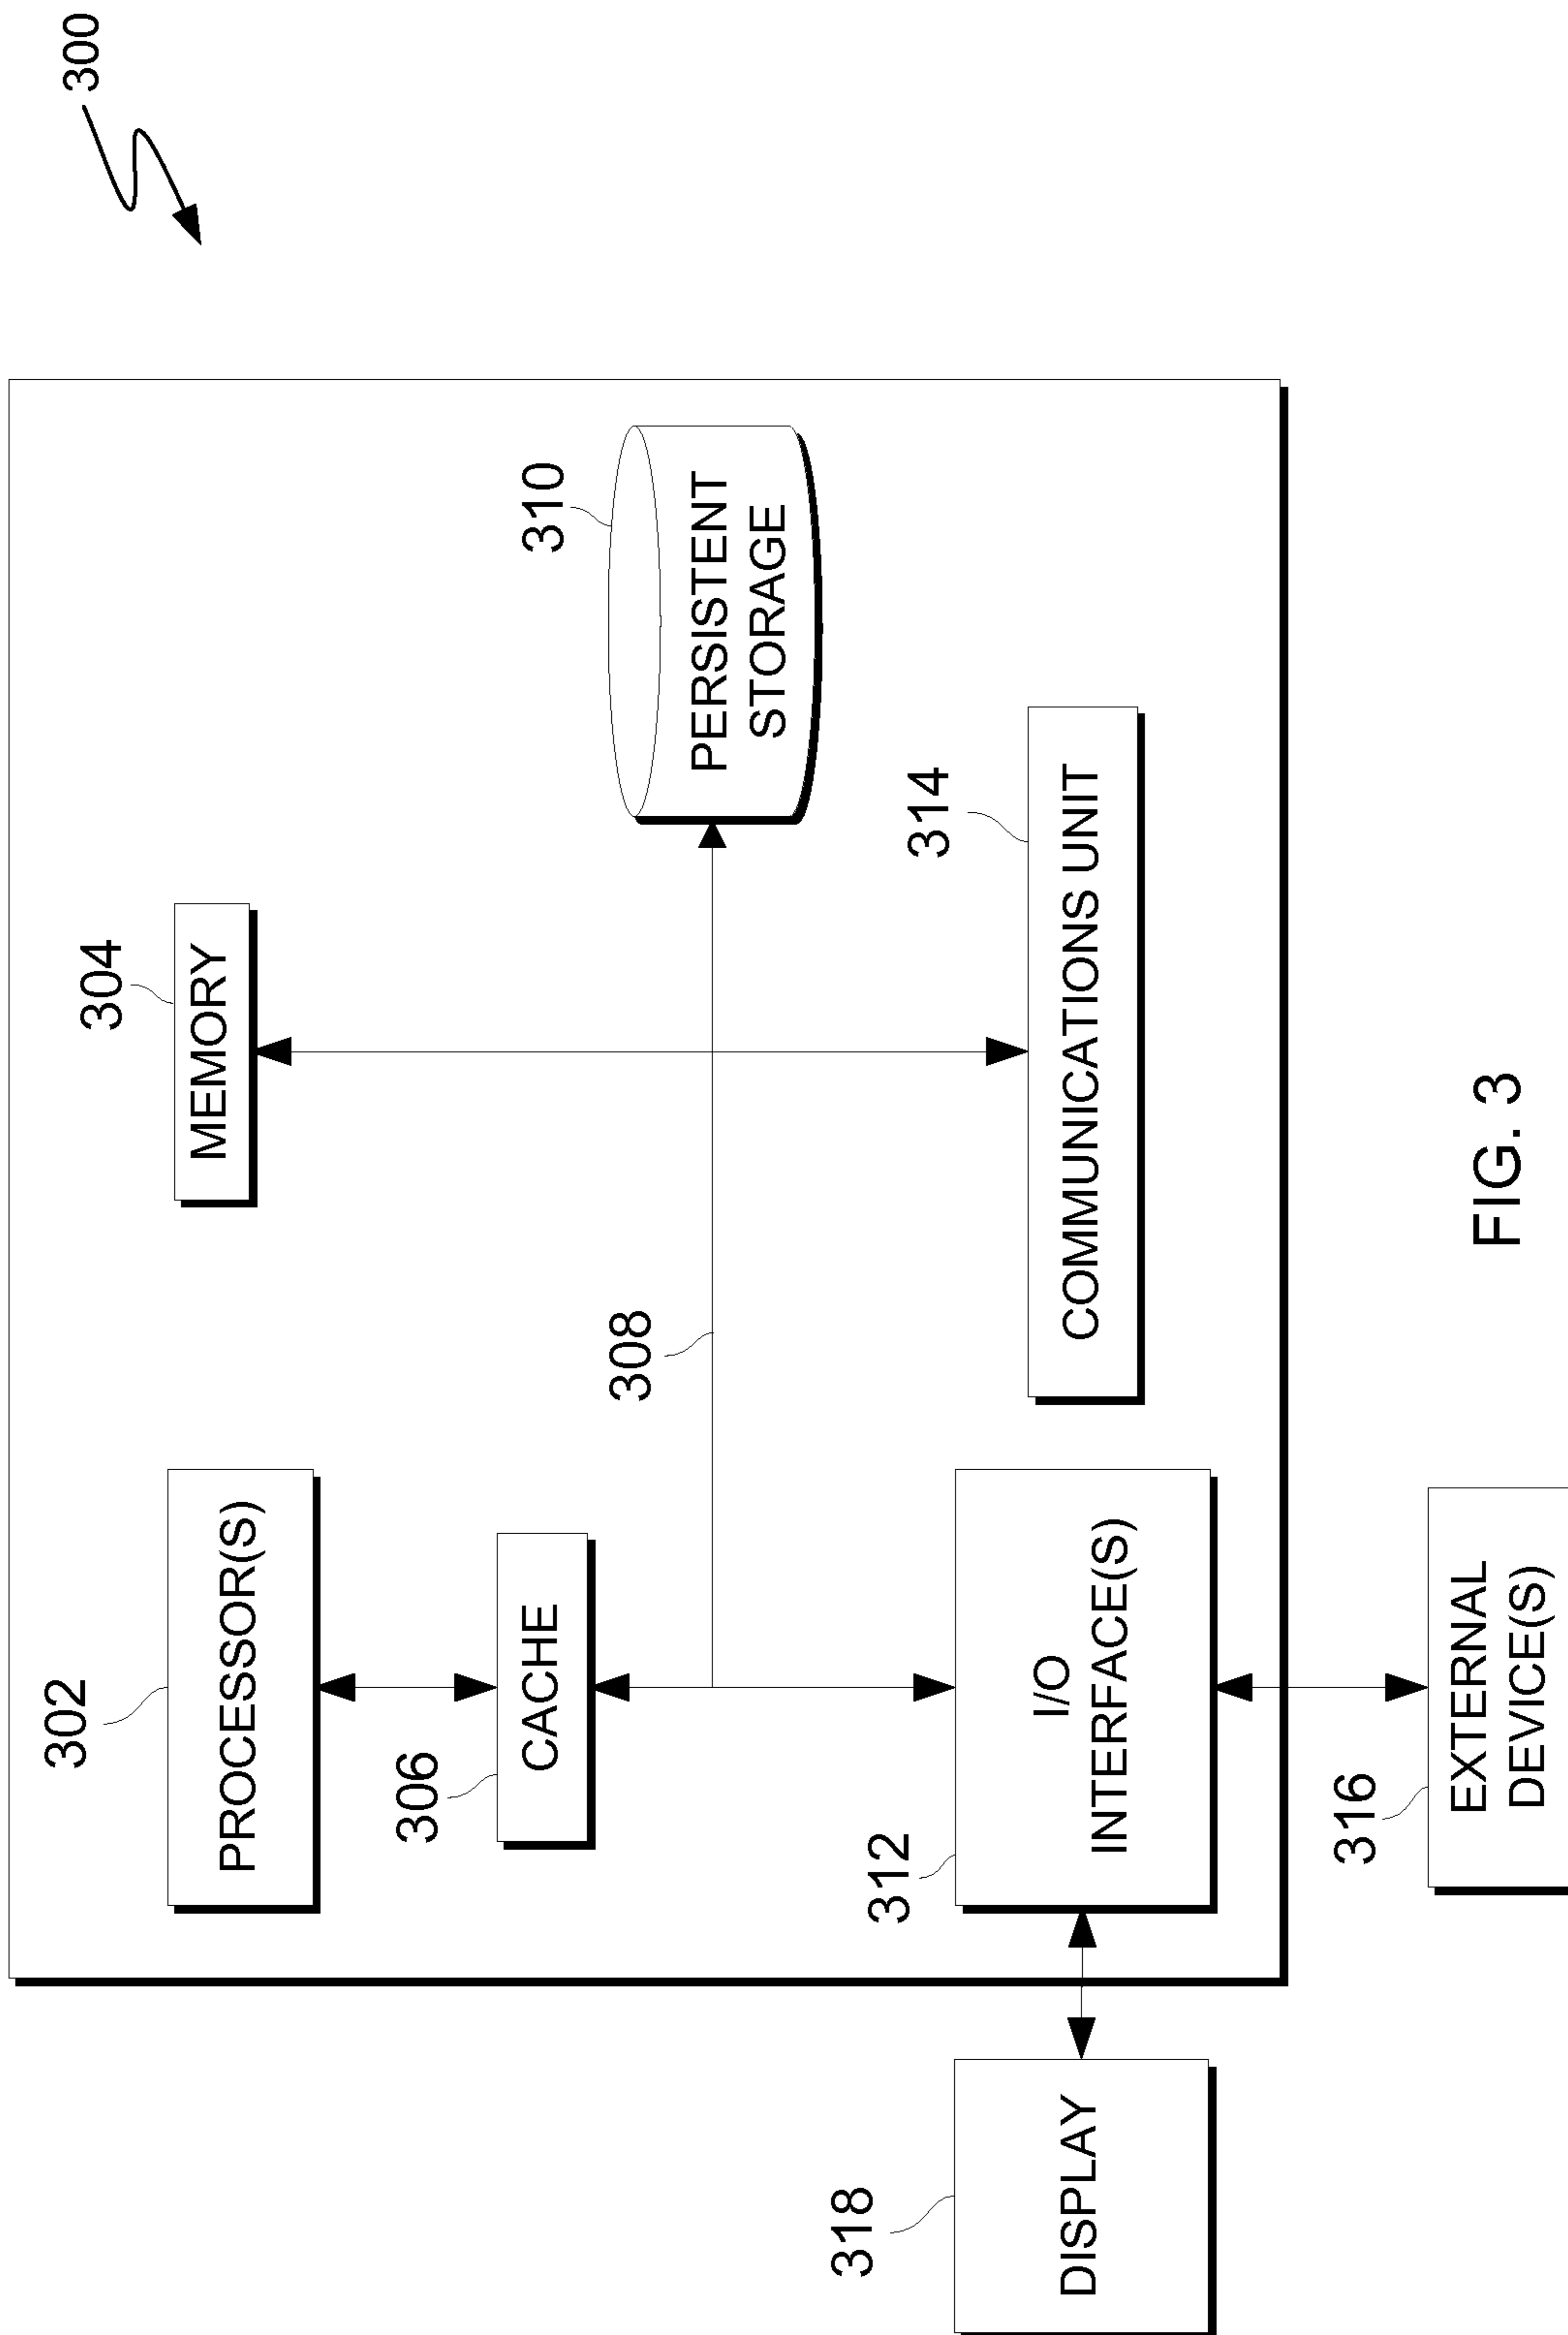 300
302
PROCESSOR(S)
304
MEMORY
306
CACHE
308
310
PERSISTENT
STORAGE
312
I/O
INTERFACE(S)
314
COMMUNICATIONS UNIT
318
DISPLAY
316
EXTERNAL
DEVICE(S)
FIG. 3